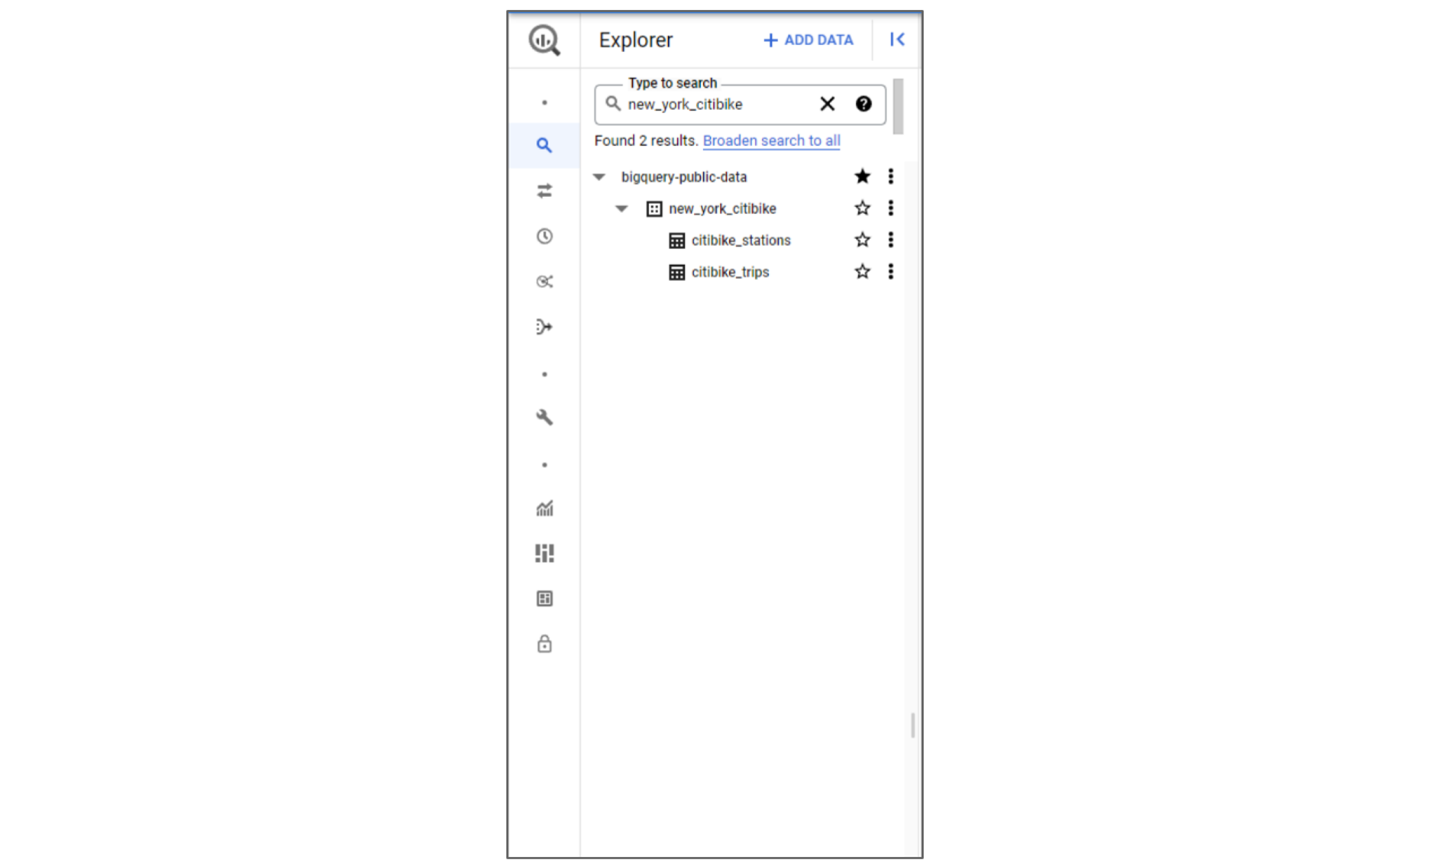 Explorer
+ ADD DATA
Type to search
new_york_citibike
Found 2 results. Broaden search to all
bigquery-public-data
new_york_citibike
citibike_stations
citibike_trips